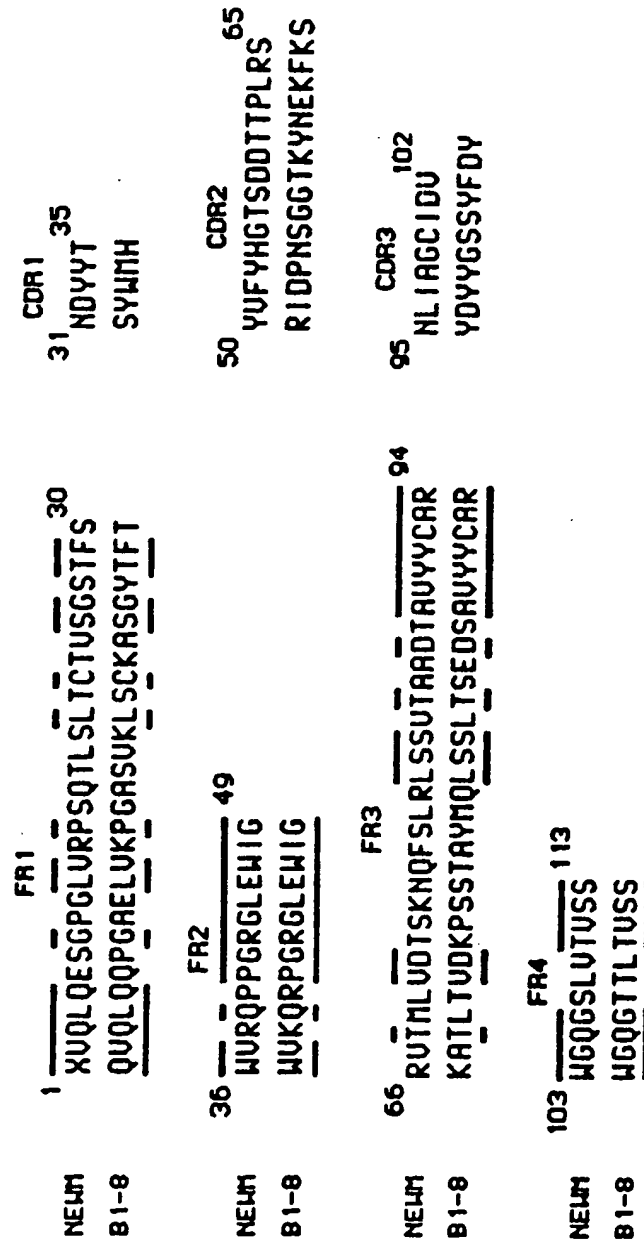 FR1 CDR1
1 30 31 35
NEWM XVQLQESGPGLVRPSQTLSLTCTVSGSTFS NDYYT
B1-8 QVQLQQPGAELVKPGASVKLSCKASGYTFT SYWMH
FR2 CDR2
36 49 50 65
NEWM WVRQPPGRGLEWIG YVFYHGTSDDTTPLRS
B1-8 WVKQRPGRGLEWIG RIDPNSGGTKYNEKFKS
FR3 CDR3
66 94 95 102
NEWM RVTMLVDTSKNQFSLRLSSVTAADTAVYYCAR NLIAGCIDV
B1-8 KATLTVDKPSSTAYMQLSSLTSEDSAVYYCAR YDYYGSSYFDY
FR4
103 113
NEWM WGQGSLVTVSS
B1-8 WGQGTTLTVSS